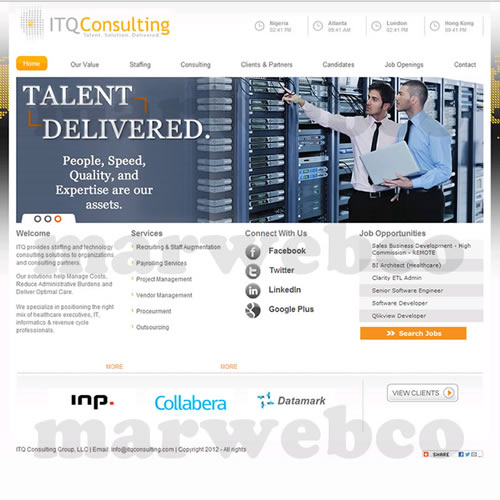 ITQConsulting
Talent. Solution. Delivered.
Nigeria
02:41 PM
Atlanta
09:41 AM
London
02:41 PM
Hong Kong
09:41 PM
Home
Our Value
Staffing
Consulting
Clients & Partners
Candidates
Job Openings
Contact
TALENT
DELIVERED.
People, Speed,
Quality, and
Expertise are our
assets.
Welcome
ITQ provides staffing and technology
consulting solutions to organizations
and consulting partners.
Our solutions help Manage Costs,
Reduce Administrative Burdens and
Deliver Optimal Care.
We specialize in positioning the right
mix of healthcare executives, IT,
informatics & revenue cycle
professionals.
MORE
Services
Recruiting & Staff Augmentation
Payrolling Services
Project Management
Vendor Management
Procurement
Outsourcing
MORE
Connect With Us
Facebook
Twitter
LinkedIn
Google Plus
Job Opportunities
Sales Business Development - High
Commission - REMOTE
BI Architect (Healthcare)
Clarity ETL Admin
Senior Software Engineer
Software Developer
Qlikview Developer
Search Jobs
inp.
Collabera
Datamark
VIEW CLIENTS
ITQ Consulting Group, LLC | Email: info@itqconsulting.com | Copyright 2012 - All rights
SHARE
marwebco
marwebco
marwebco